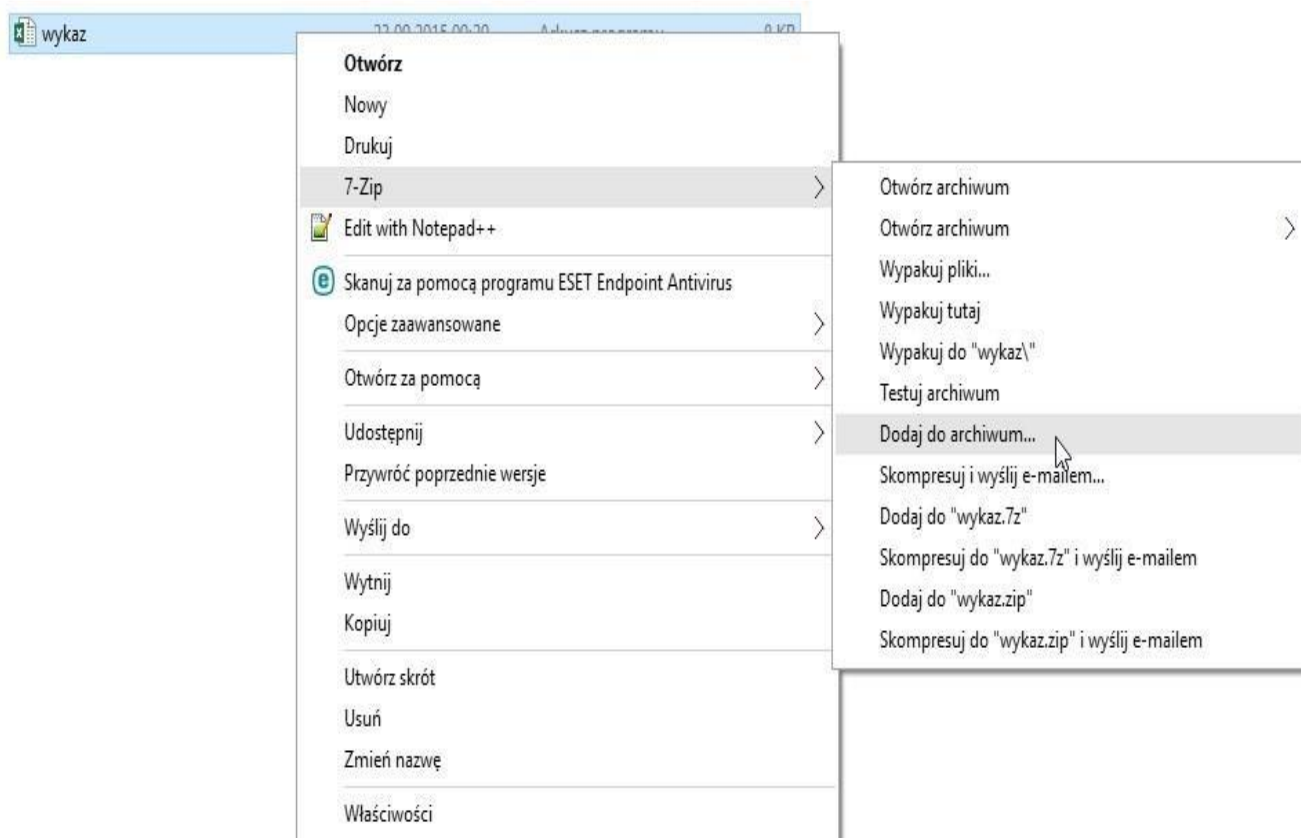 wykaz
Otwórz
Nowy
Drukuj
7-Zip
Edit with Notepad++
Skanuj za pomocą programu ESET Endpoint Antivirus
Opcje zaawansowane
Otwórz za pomocą
Udostępnij
Przywróć poprzednie wersje
Wyślij do
Wytnij
Kopiuj
Utwórz skrót
Usuń
Zmień nazwę
Właściwości
Otwórz archiwum
Otwórz archiwum
Wypakuj pliki...
Wypakuj tutaj
Wypakuj do "wykaz\"
Testuj archiwum
Dodaj do archiwum...
Skompresuj i wyślij e-mailem...
Dodaj do "wykaz.7z"
Skompresuj do "wykaz.7z" i wyślij e-mailem
Dodaj do "wykaz.zip"
Skompresuj do "wykaz.zip" i wyślij e-mailem